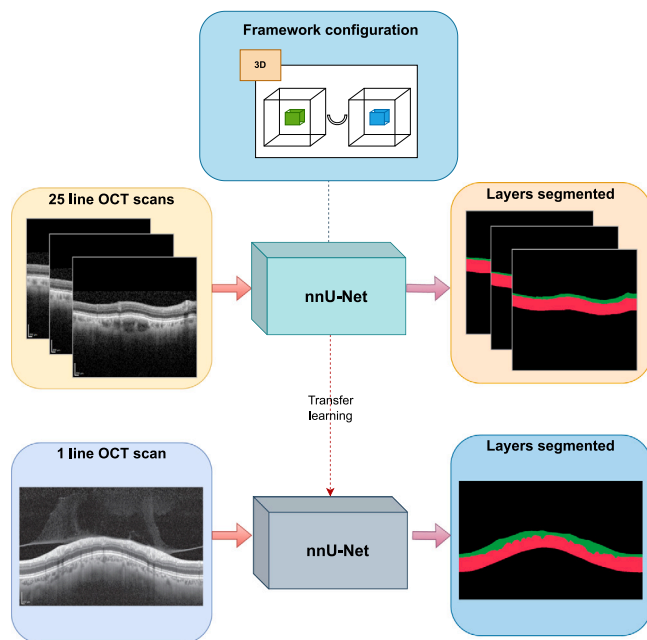 Framework configuration
3D
25 line OCT scans
Layers segmented
nnU-Net
Transfer
learning
1 line OCT scan
Layers segmented
nnU-Net